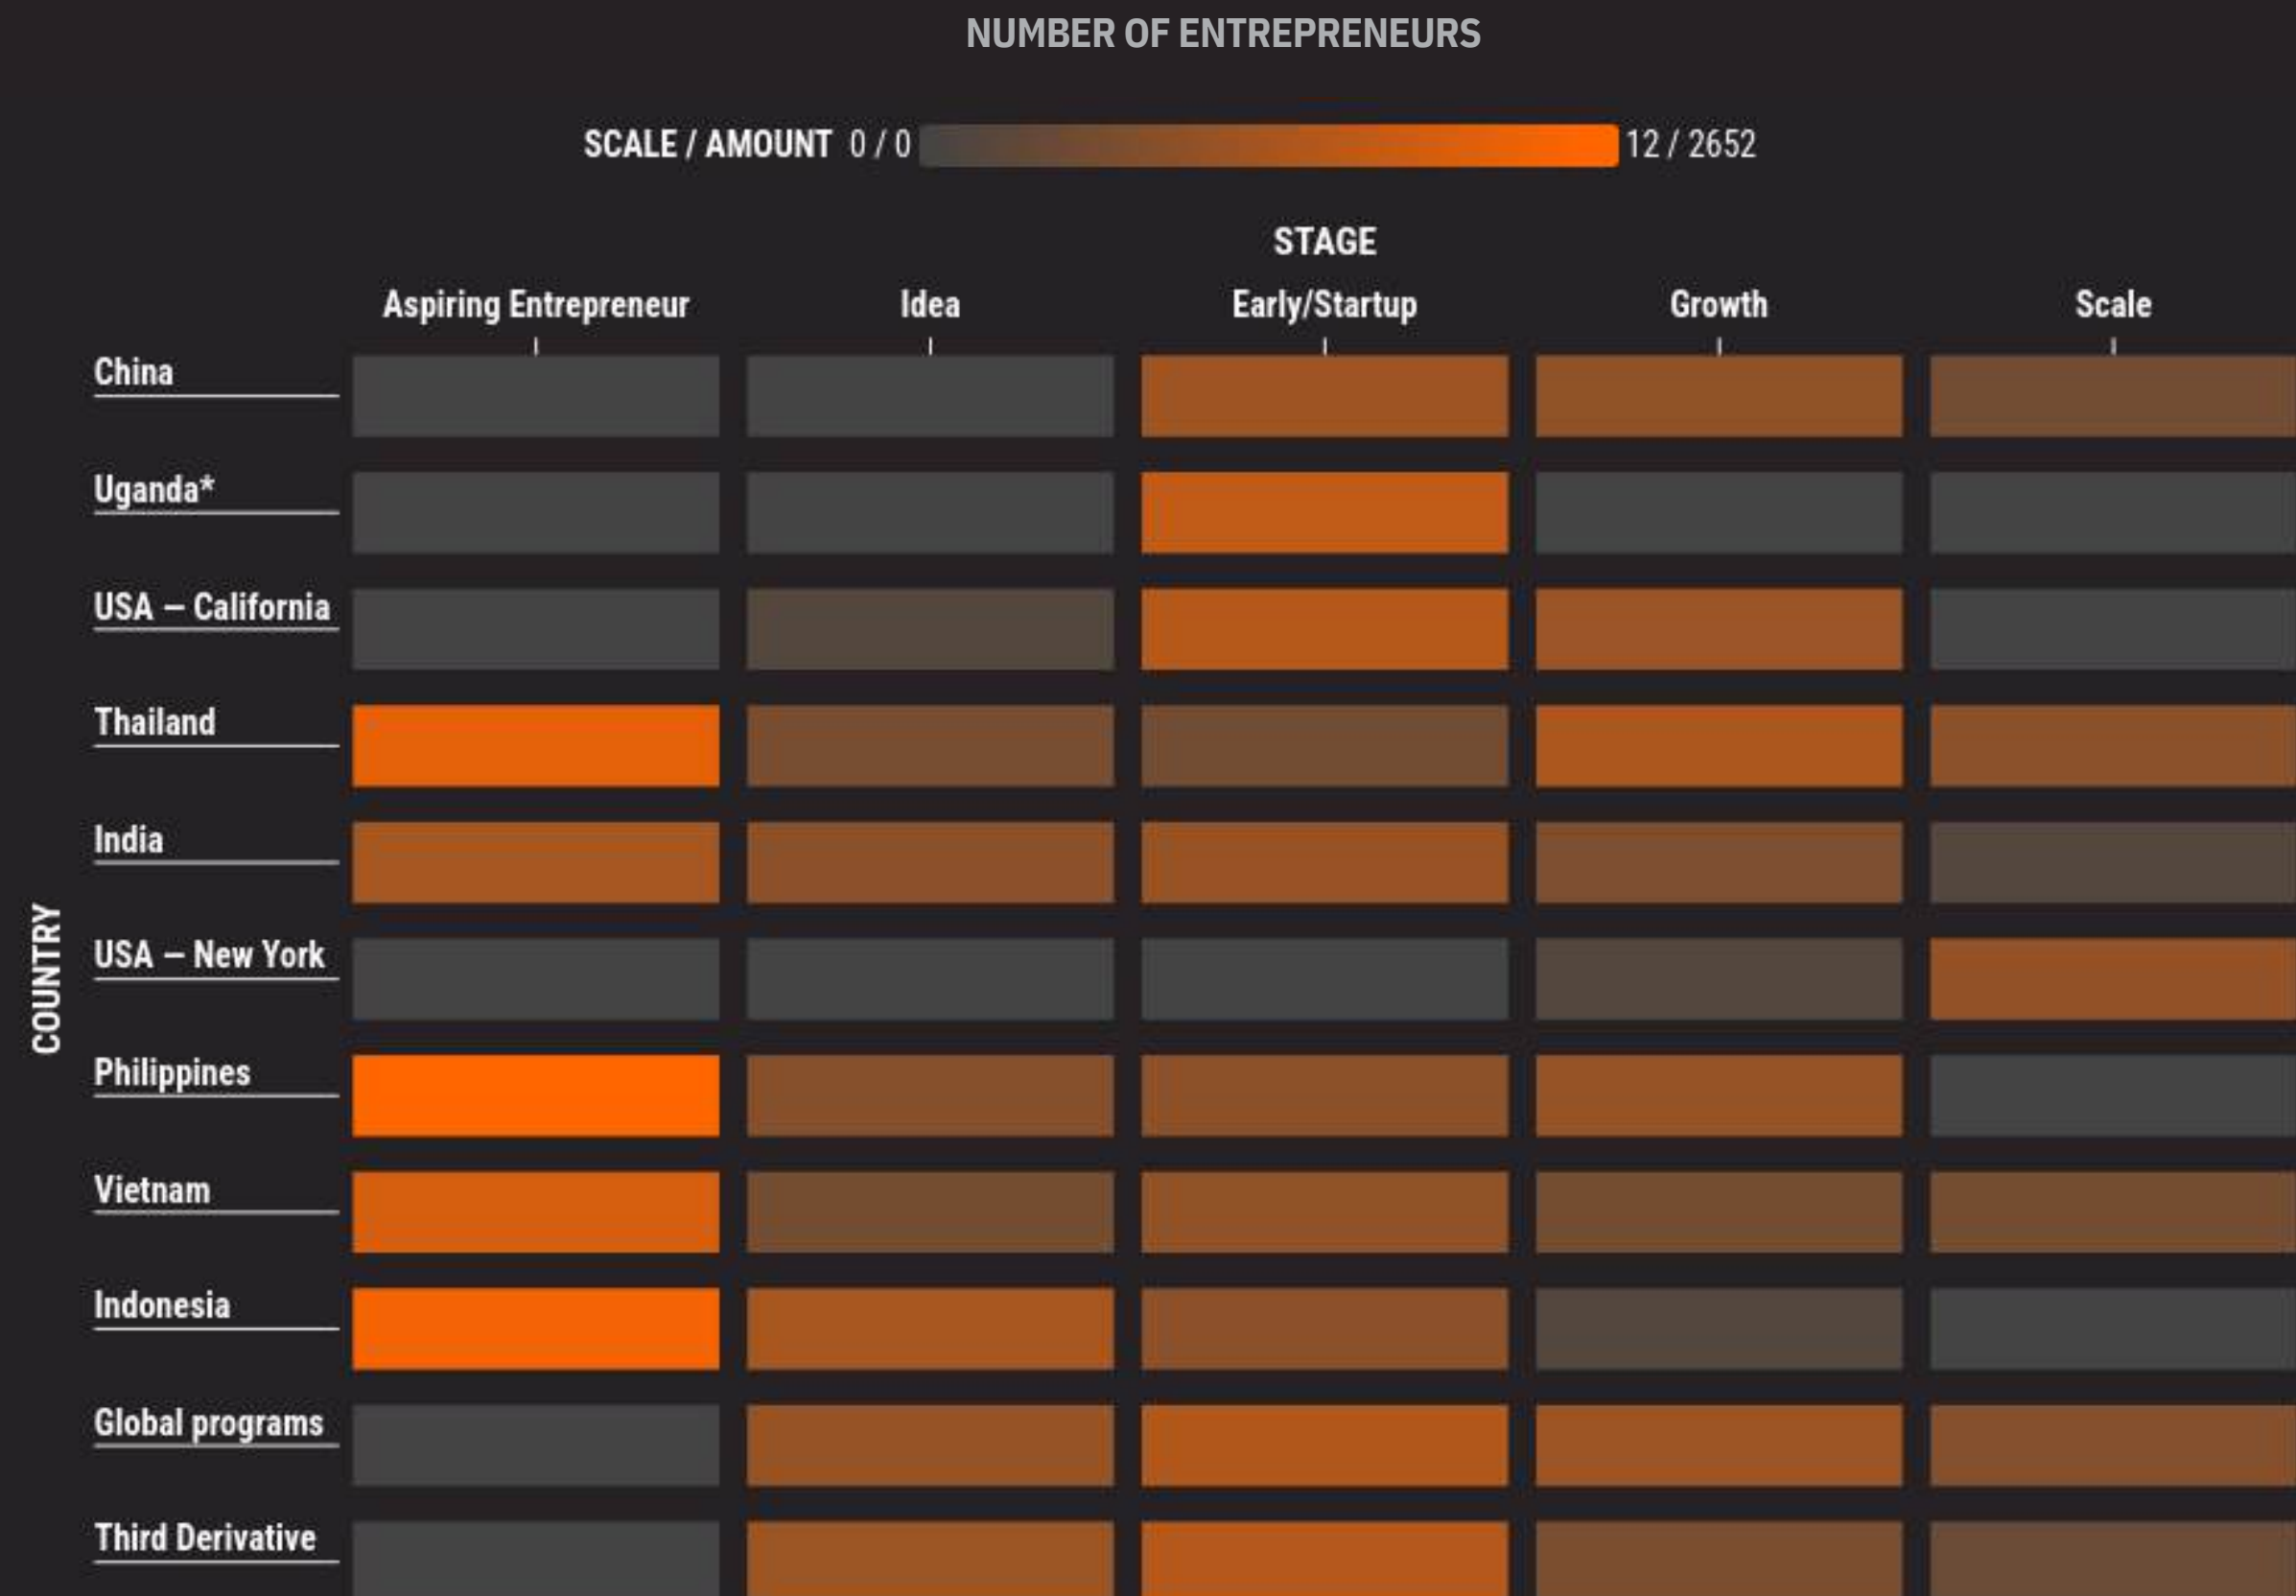 NUMBER OF ENTREPRENEURS
SCALE / AMOUNT 0 / 0 12 / 2652
STAGE
Aspiring Entrepreneur Idea Early/Startup Growth Scale
COUNTRY
China
Uganda*
USA – California
Thailand
India
USA – New York
Philippines
Vietnam
Indonesia
Global programs
Third Derivative